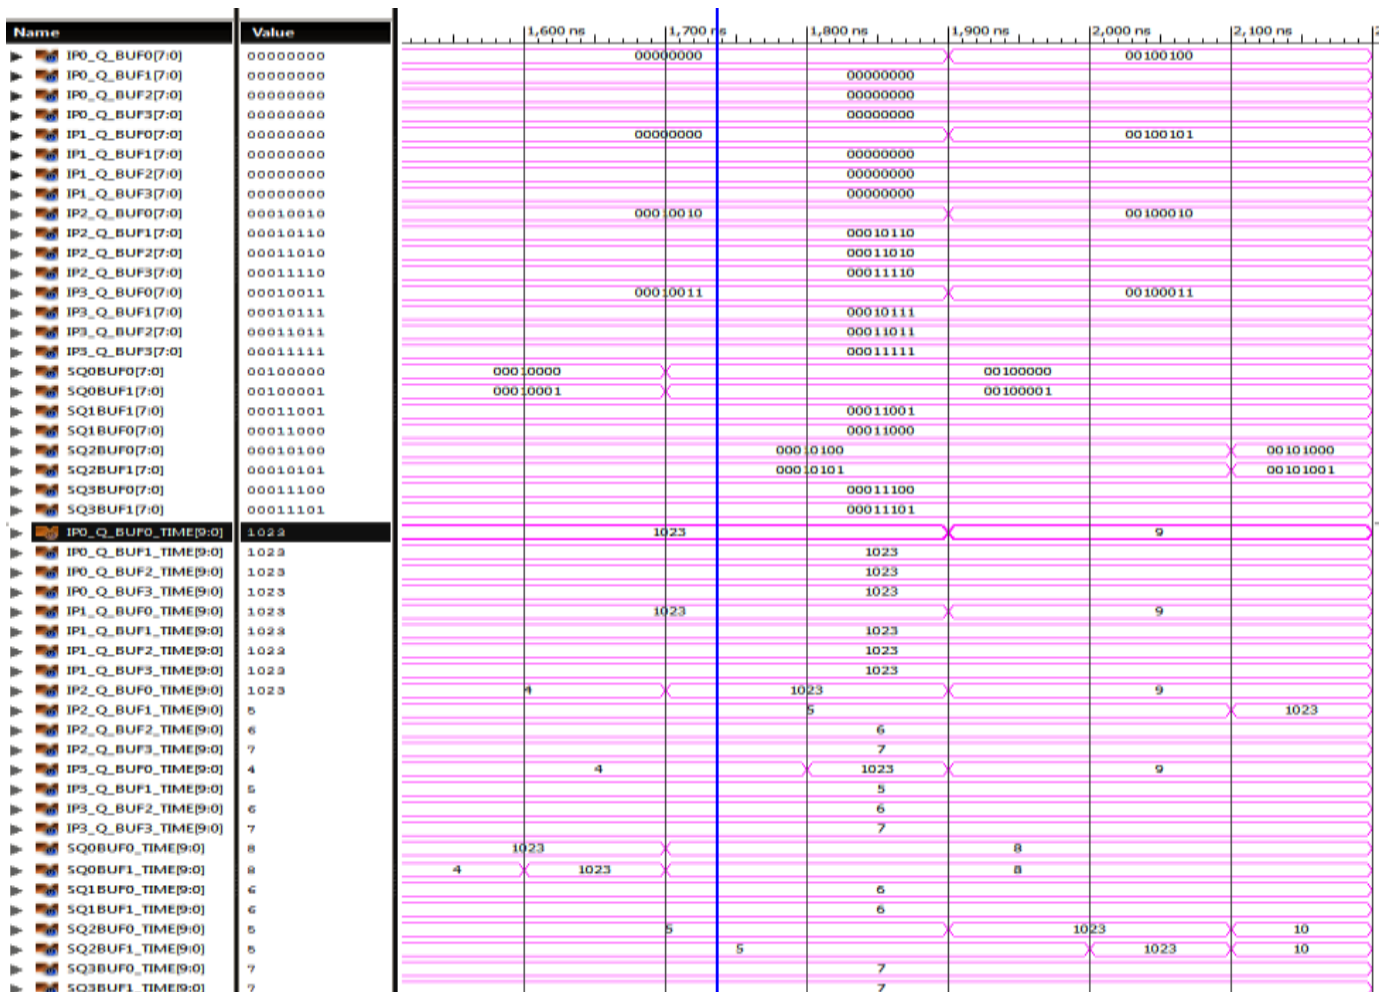 Name Value 1,600 ns 1,700 ns 1,800 ns 1,900 ns 2,000 ns 2,100 ns 2
IP0_Q_BUF0[7:0] 00000000 00000000 00100100
IP0_Q_BUF1[7:0] 00000000 00000000
IP0_Q_BUF2[7:0] 00000000 00000000
IP0_Q_BUF3[7:0] 00000000 00000000
IP1_Q_BUF0[7:0] 00000000 00000000 00100101
IP1_Q_BUF1[7:0] 00000000 00000000
IP1_Q_BUF2[7:0] 00000000 00000000
IP1_Q_BUF3[7:0] 00000000 00000000
IP2_Q_BUF0[7:0] 00010010 00010010 00100010
IP2_Q_BUF1[7:0] 00010110 00010110
IP2_Q_BUF2[7:0] 00011010 00011010
IP2_Q_BUF3[7:0] 00011110 00011110
IP3_Q_BUF0[7:0] 00010011 00010011 00100011
IP3_Q_BUF1[7:0] 00010111 00010111
IP3_Q_BUF2[7:0] 00011011 00011011
IP3_Q_BUF3[7:0] 00011111 00011111
SQ0BUF0[7:0] 00100000 00010000 00100000
SQ0BUF1[7:0] 00100001 00010001 00100001
SQ1BUF1[7:0] 00011001 00011001
SQ1BUF0[7:0] 00011000 00011000
SQ2BUF0[7:0] 00010100 00010100 00101000
SQ2BUF1[7:0] 00010101 00010101 00101001
SQ3BUF0[7:0] 00011100 00011100
SQ3BUF1[7:0] 00011101 00011101
IP0_Q_BUF0_TIME[9:0] 1023 1023 9
IP0_Q_BUF1_TIME[9:0] 1023 1023
IP0_Q_BUF2_TIME[9:0] 1023 1023
IP0_Q_BUF3_TIME[9:0] 1023 1023
IP1_Q_BUF0_TIME[9:0] 1023 1023 9
IP1_Q_BUF1_TIME[9:0] 1023 1023
IP1_Q_BUF2_TIME[9:0] 1023 1023
IP1_Q_BUF3_TIME[9:0] 1023 1023
IP2_Q_BUF0_TIME[9:0] 1023 4 1023 9
IP2_Q_BUF1_TIME[9:0] 5 5 1023
IP2_Q_BUF2_TIME[9:0] 6 6
IP2_Q_BUF3_TIME[9:0] 7 7
IP3_Q_BUF0_TIME[9:0] 4 4 1023 9
IP3_Q_BUF1_TIME[9:0] 5 5
IP3_Q_BUF2_TIME[9:0] 6 6
IP3_Q_BUF3_TIME[9:0] 7 7
SQ0BUF0_TIME[9:0] 8 1023 8
SQ0BUF1_TIME[9:0] 8 4 1023 8
SQ1BUF0_TIME[9:0] 6 6
SQ1BUF1_TIME[9:0] 6 6
SQ2BUF0_TIME[9:0] 5 5 1023 10
SQ2BUF1_TIME[9:0] 5 5 1023 10
SQ3BUF0_TIME[9:0] 7 7
SQ3BUF1_TIME[9:0] 7 7